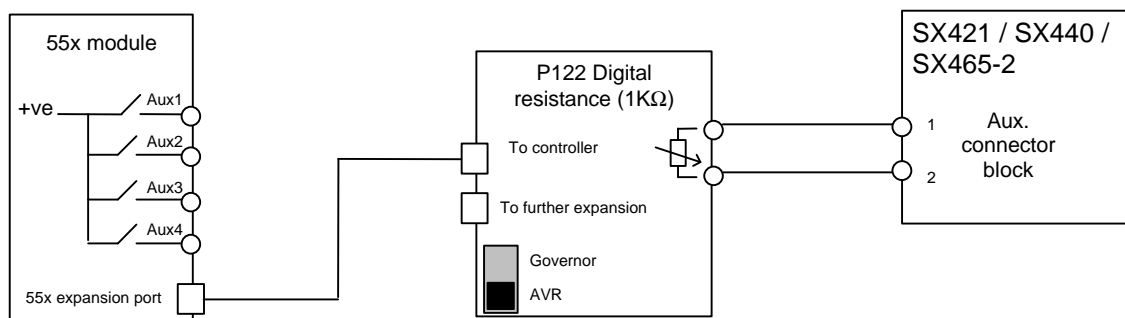 55x module
+ve
Aux1
Aux2
Aux3
Aux4
55x expansion port
P122 Digital
resistance (1KΩ)
To controller
To further expansion
Governor
AVR
SX421 / SX440 /
SX465-2
1
2
Aux.
connector
block